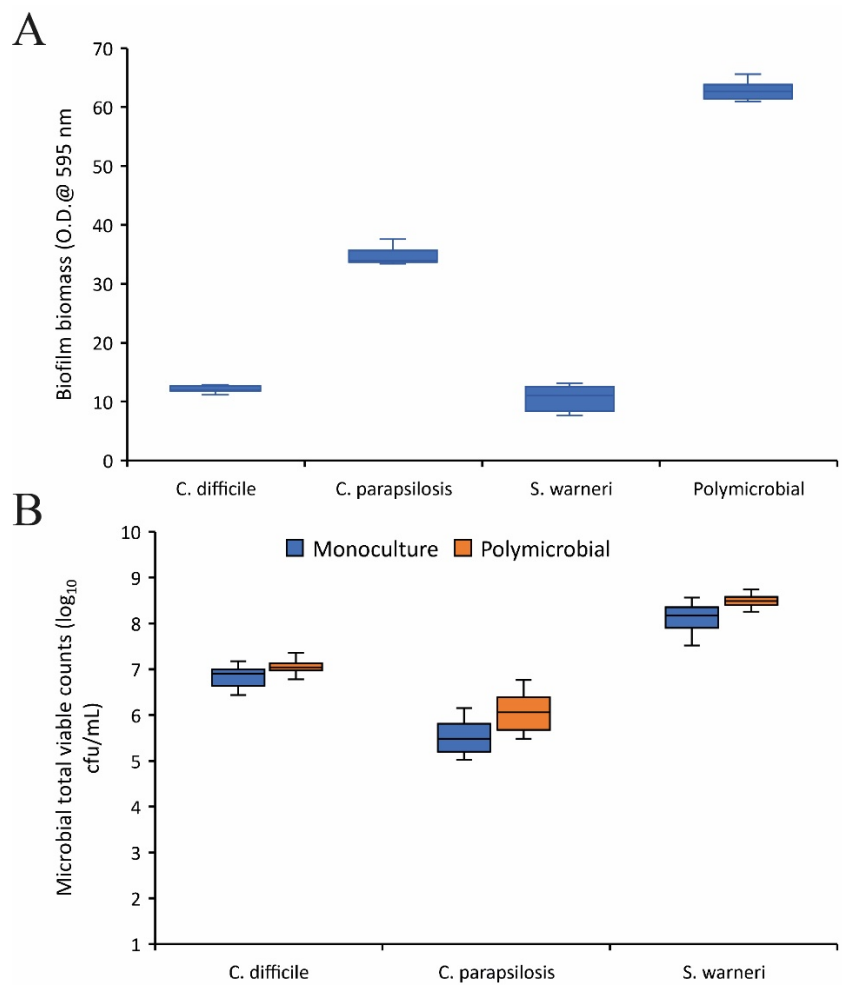 A
Biofilm biomass (O.D.@ 595 nm
70
60
50
40
30
20
10
0
C. difficile
C. parapsilosis
S. warneri
Polymicrobial
B
Microbial total viable counts (log10
cfu/mL)
10
9
8
7
6
5
4
3
2
1
Monoculture
Polymicrobial
C. difficile
C. parapsilosis
S. warneri